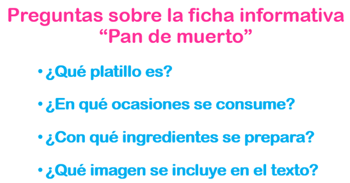 Preguntas sobre la ficha informativa
“Pan de muerto”
• ¿Qué platillo es?
• ¿En qué ocasiones se consume?
• ¿Con qué ingredientes se prepara?
• ¿Qué imagen se incluye en el texto?